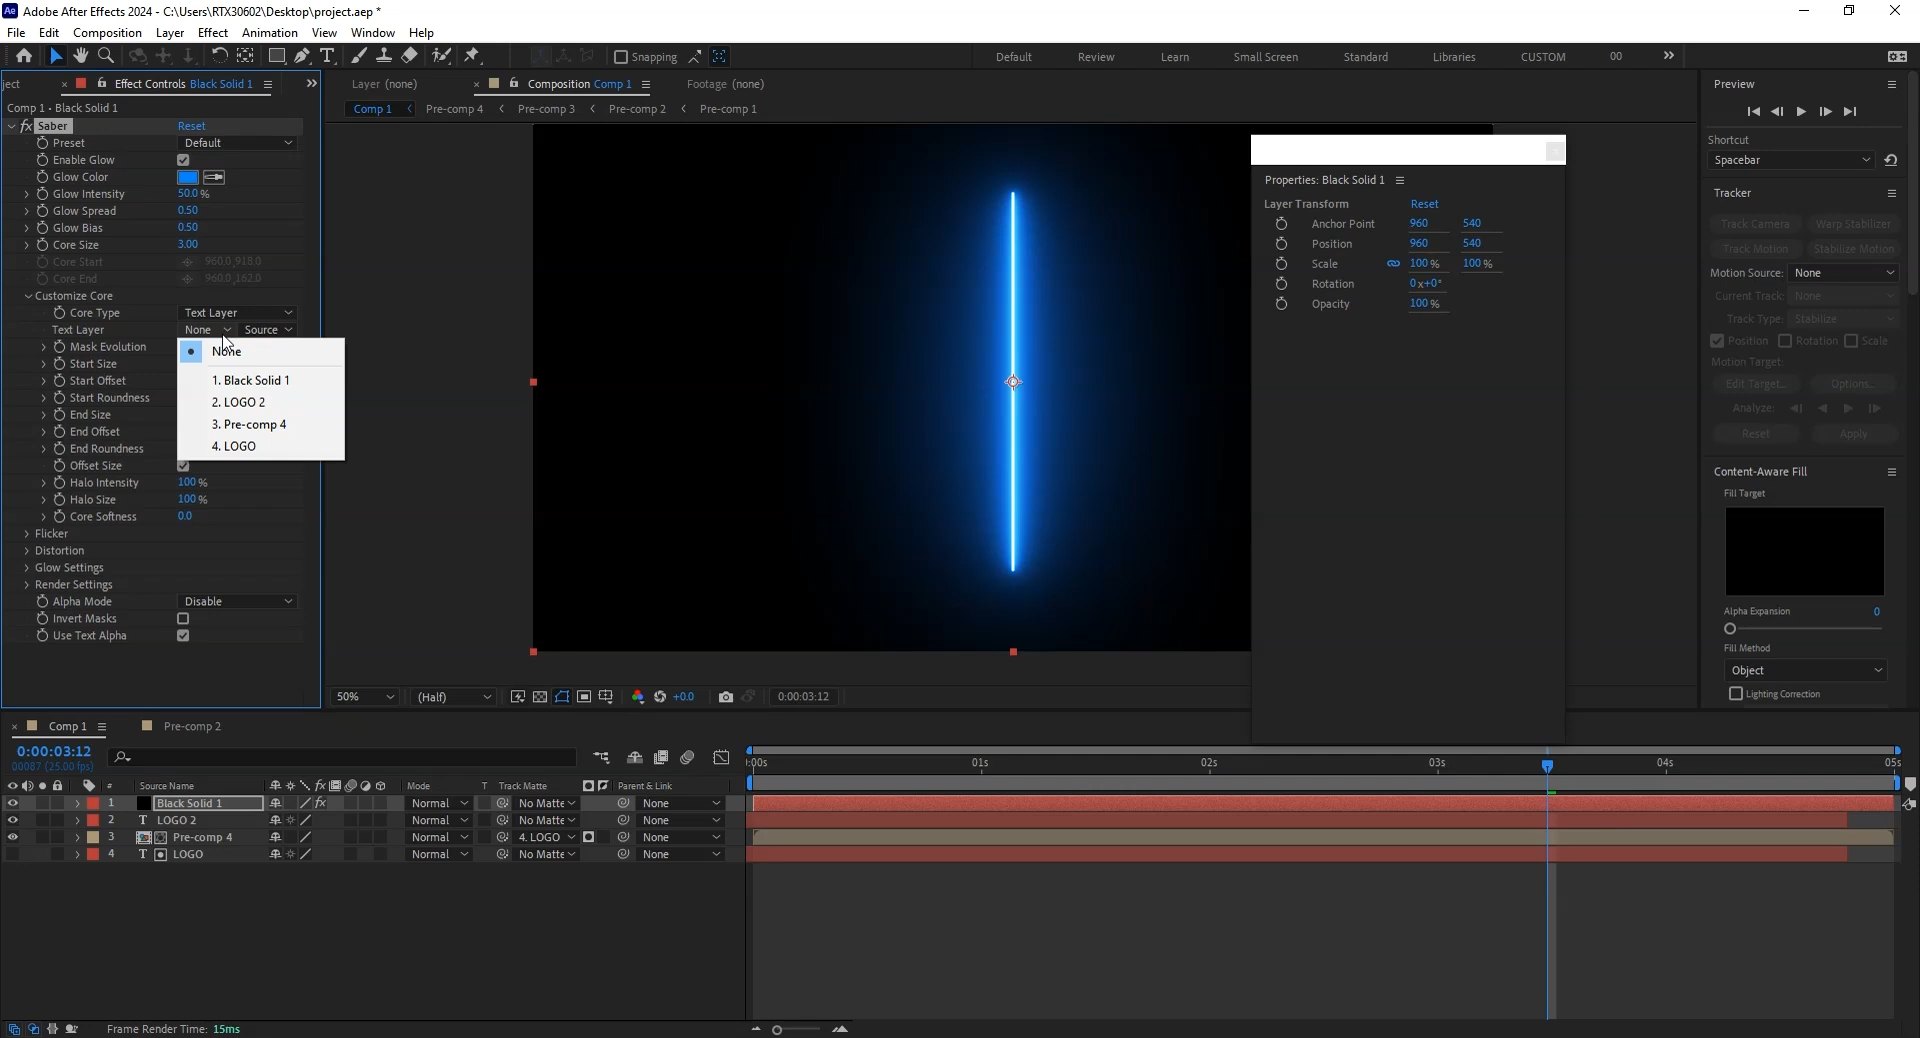 Adobe After Effects 2024 - C:\Users\RTX30602\Desktop\project.aep *
File Edit Composition Layer Effect Animation View Window Help
Snapping Default Review Learn Small Screen Standard Libraries CUSTOM 00
ject Effect Controls Black Solid 1 Layer (none) Composition Comp 1 Footage (none) Preview
Comp 1 • Black Solid 1 Comp 1 Pre-comp 4 Pre-comp 3 Pre-comp 2 Pre-comp 1
fx Saber Reset
Preset Default
Enable Glow
Glow Color
Glow Intensity 50.0 %
Glow Spread 0.50
Glow Bias 0.50
Core Size 3.00
Core Start 960.0,918.0
Core End 960.0,162.0
Customize Core
Core Type Text Layer
Text Layer None Source
Mask Evolution
Start Size
Start Offset
Start Roundness
End Size
End Offset
End Roundness
Offset Size
Halo Intensity 100 %
Halo Size 100 %
Core Softness 0.0
Flicker
Distortion
Glow Settings
Render Settings
Alpha Mode Disable
Invert Masks
Use Text Alpha
None
1. Black Solid 1
2. LOGO 2
3. Pre-comp 4
4. LOGO
Properties: Black Solid 1
Layer Transform Reset
Anchor Point 960 540
Position 960 540
Scale 100 % 100 %
Rotation 0x+0°
Opacity 100 %
Shortcut
Spacebar
Tracker
Track Camera Warp Stabilizer
Track Motion Stabilize Motion
Motion Source: None
Current Track: None
Track Type: Stabilize
Position Rotation Scale
Motion Target:
Edit Target... Options...
Analyze:
Reset Apply
Content-Aware Fill
Fill Target
Alpha Expansion 0
Fill Method
Object
Lighting Correction
50% (Half) +0.0 0:00:03:12
Comp 1 Pre-comp 2
0:00:03:12
00087 (25.00 fps)
:00s 01s 02s 03s 04s 05s
# Source Name fx Mode T Track Matte Parent & Link
1 Black Solid 1 fx Normal No Matte None
2 T LOGO 2 Normal No Matte None
3 Pre-comp 4 Normal 4. LOGO None
4 T LOGO Normal No Matte None
Frame Render Time: 15ms